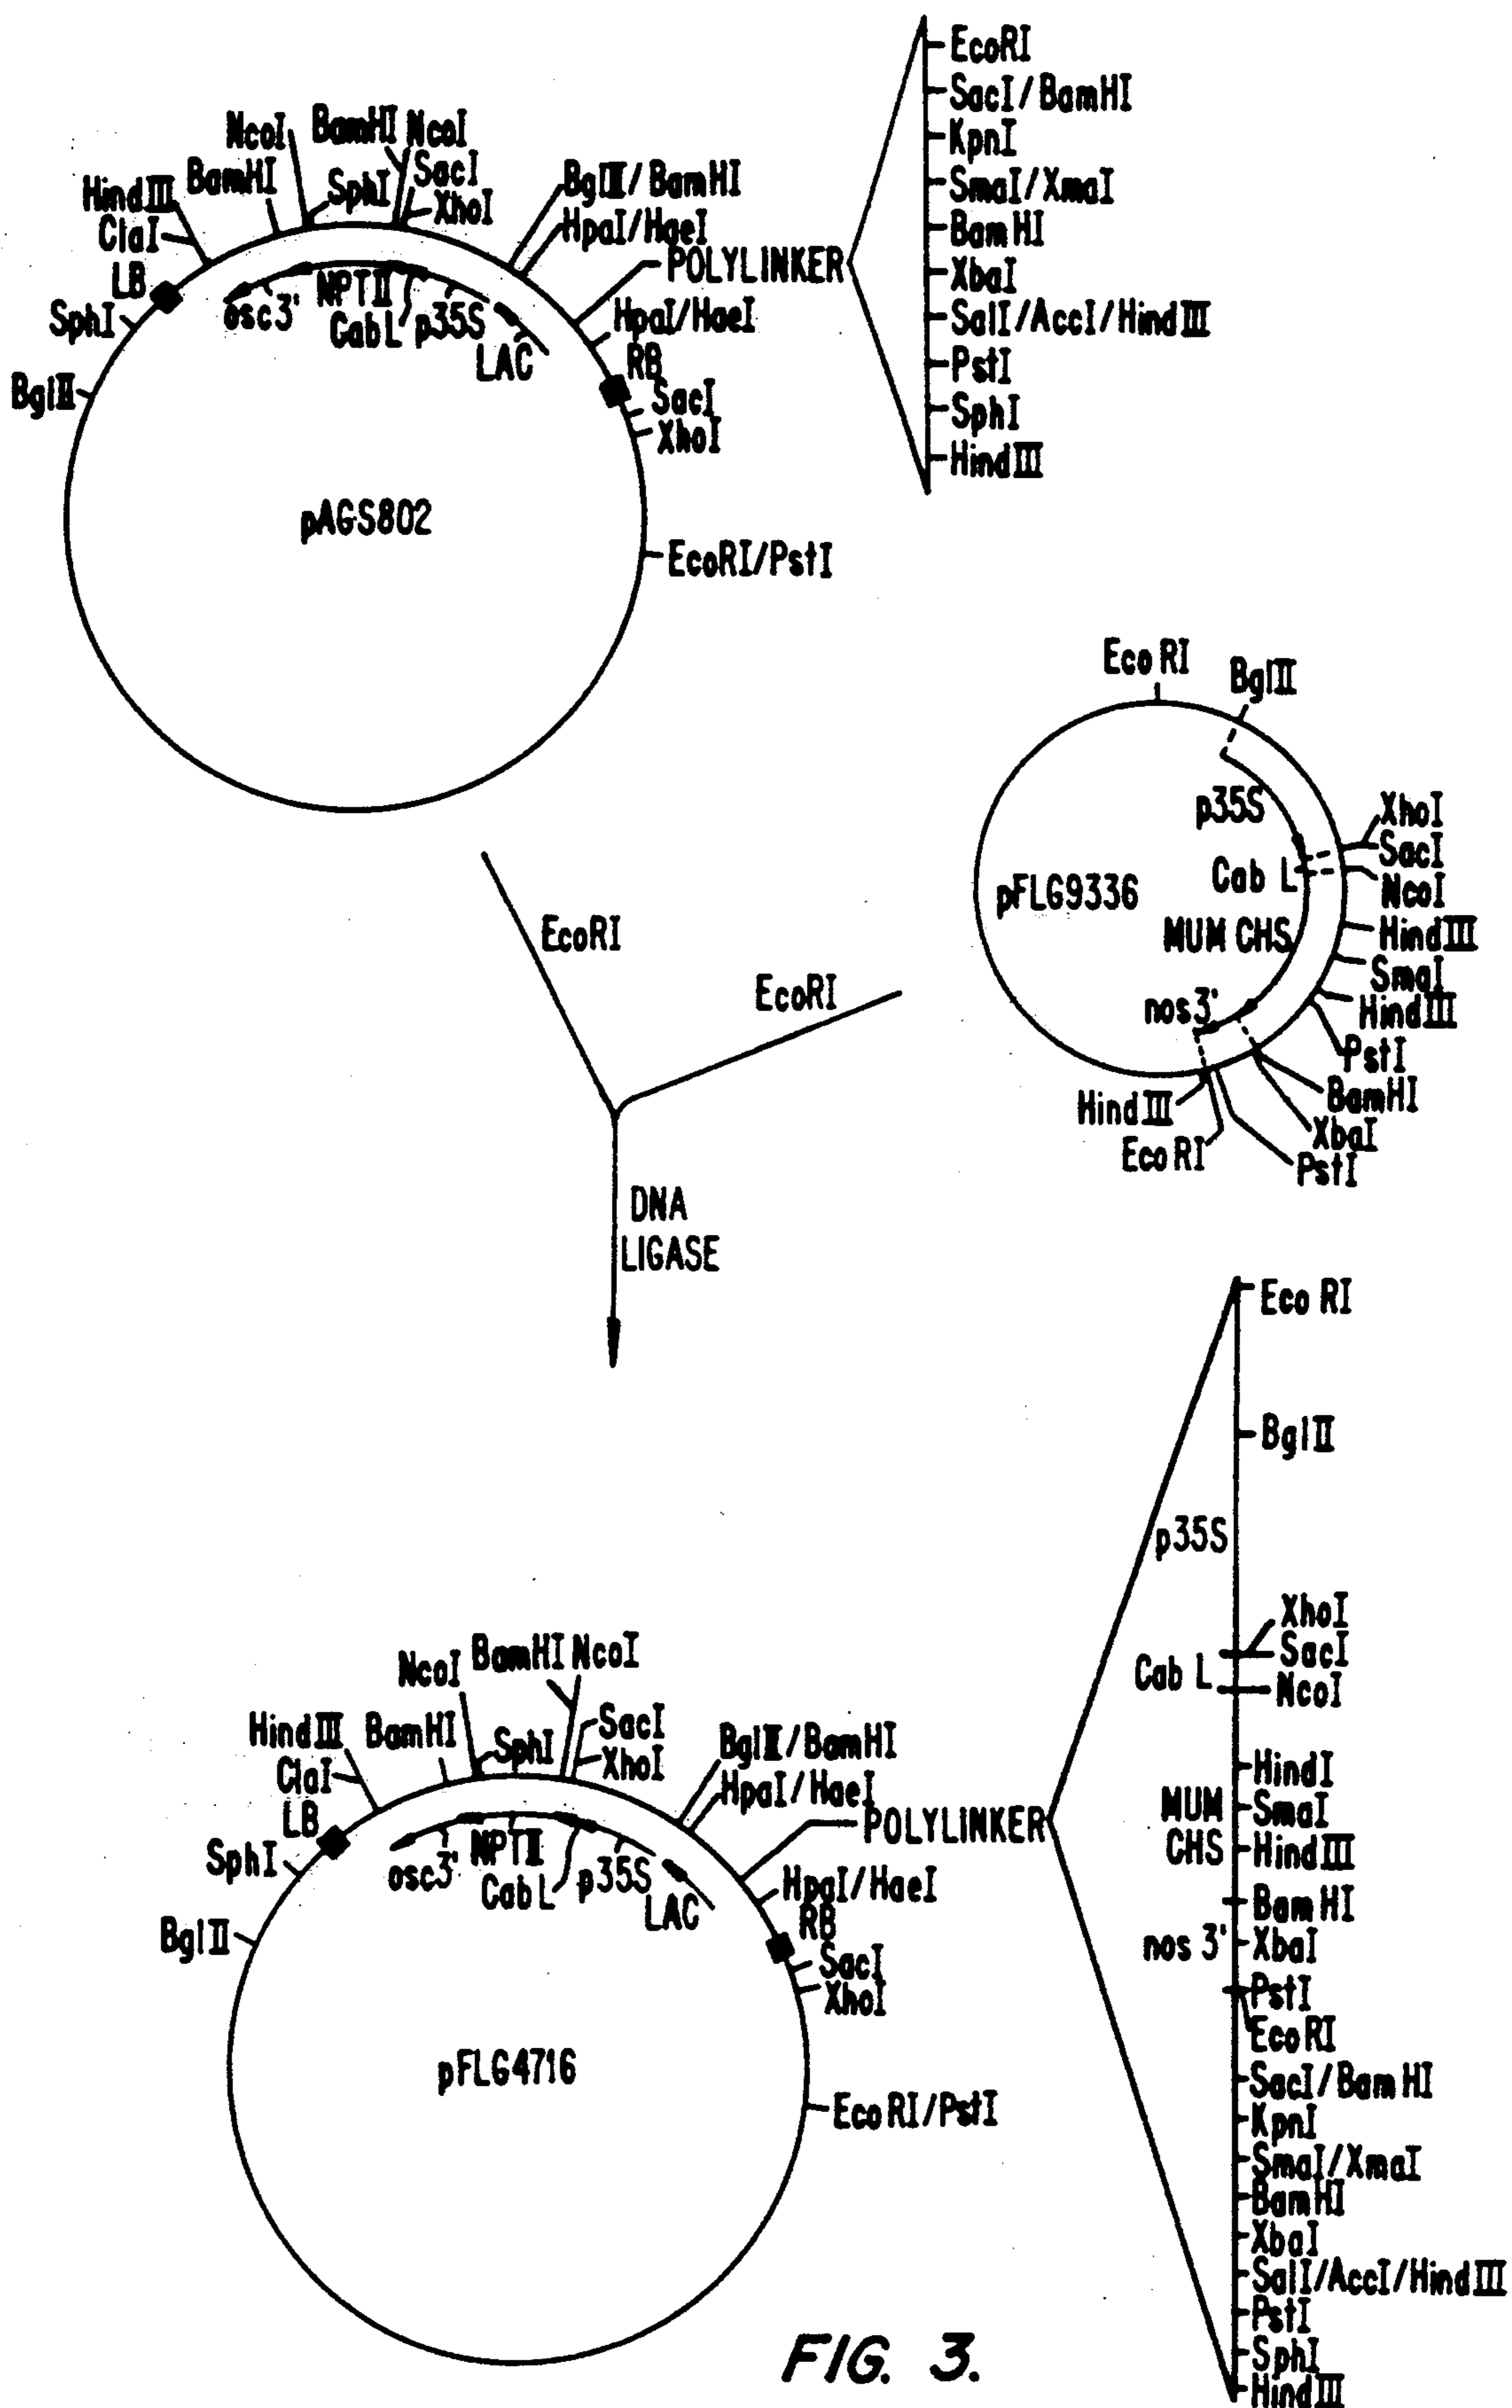 EcoRI
SacI/BamHI
KpnI
SmaI/XmaI
BamHI
XbaI
SalI/AccI/HindIII
PstI
SphI
HindIII
NcoI
BamHI
NcoI
HindIII
BamHI
SphI
SacI
XhoI
ClaI
LB
SphI
BglII
BglII/BamHI
HpaI/HaeI
POLYLINKER
HpaI/HaeI
RB
SacI
XhoI
osc3'
NPTII
CabL
p35S
LAC
pAGS802
EcoRI/PstI
Eco RI
BglII
p35S
XhoI
SacI
NcoI
Cab L
pFLG9336
MUM CHS
HindIII
SmaI
HindIII
nos3'
PstI
BamHI
XbaI
PstI
HindIII
Eco RI
EcoRI
EcoRI
DNA
LIGASE
Eco RI
BglII
p35S
XhoI
SacI
Cab L
NcoI
HindI
MUM
CHS
SmaI
HindIII
BamHI
nos 3'
XbaI
PstI
EcoRI
SacI/BamHI
KpnI
SmaI/XmaI
BamHI
XbaI
SalI/AccI/HindIII
PstI
SphI
HindIII
NcoI
BamHI
NcoI
HindIII
BamHI
SphI
SacI
XhoI
ClaI
LB
SphI
BglII
BglII/BamHI
HpaI/HaeI
POLYLINKER
HpaI/HaeI
RB
SacI
XhoI
osc3'
NPTII
CabL
p35S
LAC
pFLG4716
Eco RI/PstI
FIG. 3.